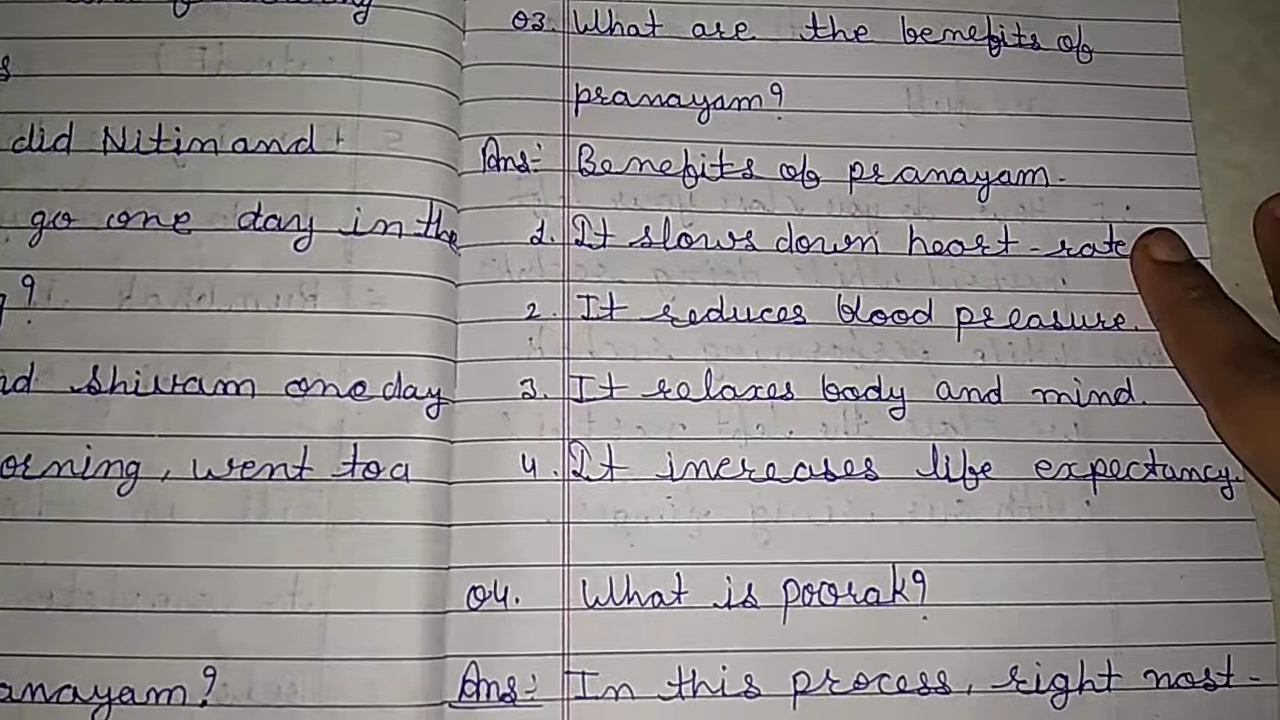 did Nitin and
go one day in the
?
Shivam one day
orning, went to a
anayam?
Q3. What are the benefits of
pranayam?
Ans:- Benefits of pranayam-
1. It slows down heart-rate
2. It reduces blood preasure.
3. It relaxes body and mind.
4. It increases life expectancy.
Q4. What is poorak?
Ans:- In this process, right nost-